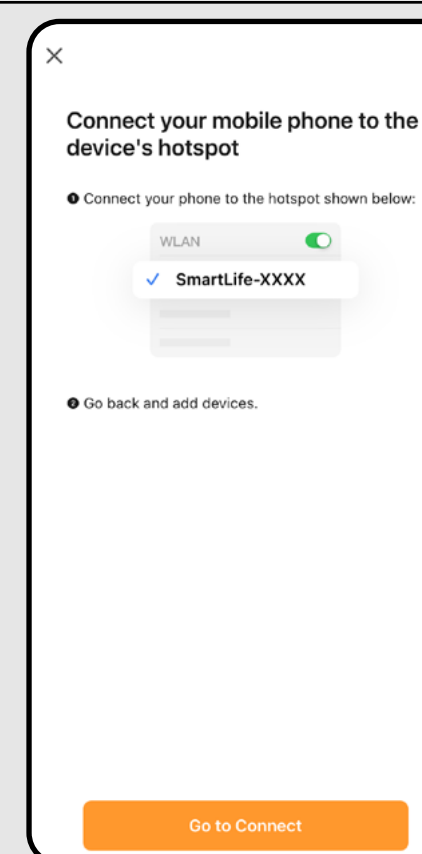 Connect your mobile phone to the
device's hotspot
❶ Connect your phone to the hotspot shown below:
WLAN
✓ SmartLife-XXXX
❷ Go back and add devices.
Go to Connect